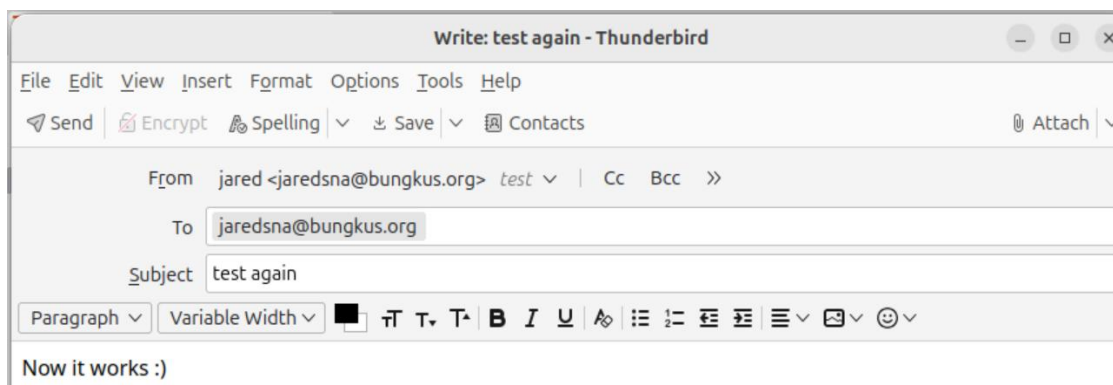 Write: test again - Thunderbird
File Edit View Insert Format Options Tools Help
Send Encrypt Spelling Save Contacts Attach
From jared <jaredsna@bungkus.org> test Cc Bcc
To jaredsna@bungkus.org
Subject test again
Paragraph Variable Width B I U
Now it works :)